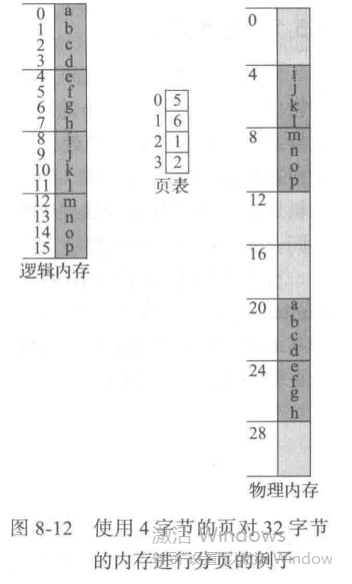 0 a
1 b
2 c
3 d
4 e
5 f
6 g
7 h
8 i
9 j
10 k
11 l
12 m
13 n
14 o
15 p
逻辑内存
0 5
1 6
2 1
3 2
页表
0
4 i
j
k
l
8 m
n
o
p
12
16
20 a
b
c
d
24 e
f
g
h
28
物理内存
图 8-12 使用 4 字节的页对 32 字节
的内存进行分页的例子
激活 Windows
Window